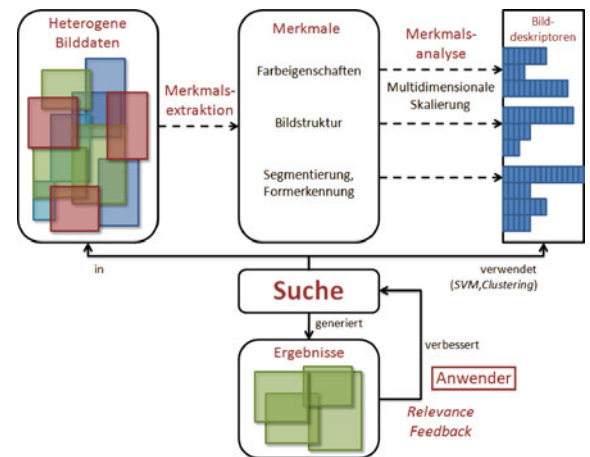 Heterogene
Bilddaten
Merkmals-
extraktion
Merkmale
Farbeigenschaften
Bildstruktur
Segmentierung,
Formerkennung
Merkmals-
analyse
Multidimensionale
Skalierung
Bild-
deskriptoren
in
verwendet
(SVM,Clustering)
Suche
generiert
Ergebnisse
verbessert
Anwender
Relevance
Feedback